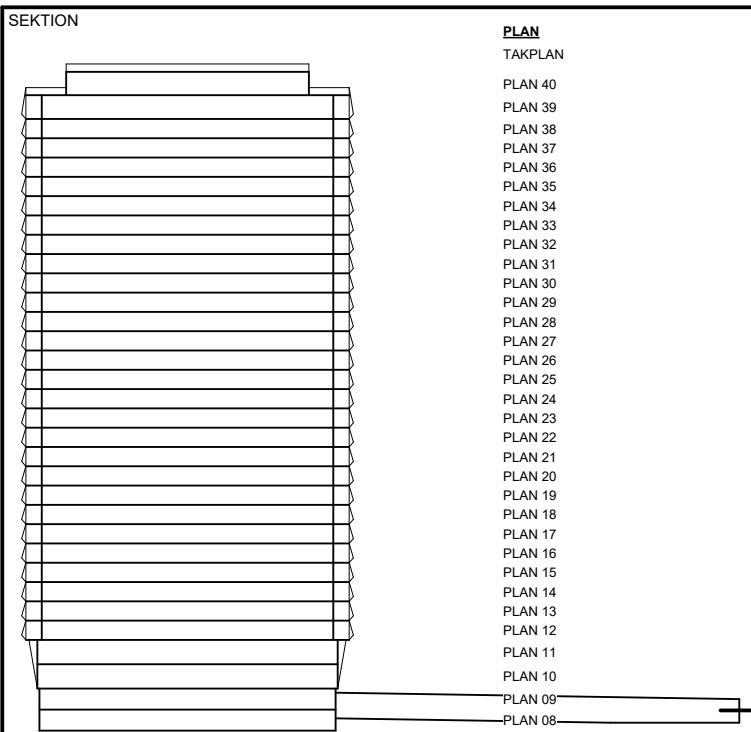 SEKTION
PLAN
TAKPLAN
PLAN 40
PLAN 39
PLAN 38
PLAN 37
PLAN 36
PLAN 35
PLAN 34
PLAN 33
PLAN 32
PLAN 31
PLAN 30
PLAN 29
PLAN 28
PLAN 27
PLAN 26
PLAN 25
PLAN 24
PLAN 23
PLAN 22
PLAN 21
PLAN 20
PLAN 19
PLAN 18
PLAN 17
PLAN 16
PLAN 15
PLAN 14
PLAN 13
PLAN 12
PLAN 11
PLAN 10
PLAN 09
PLAN 08